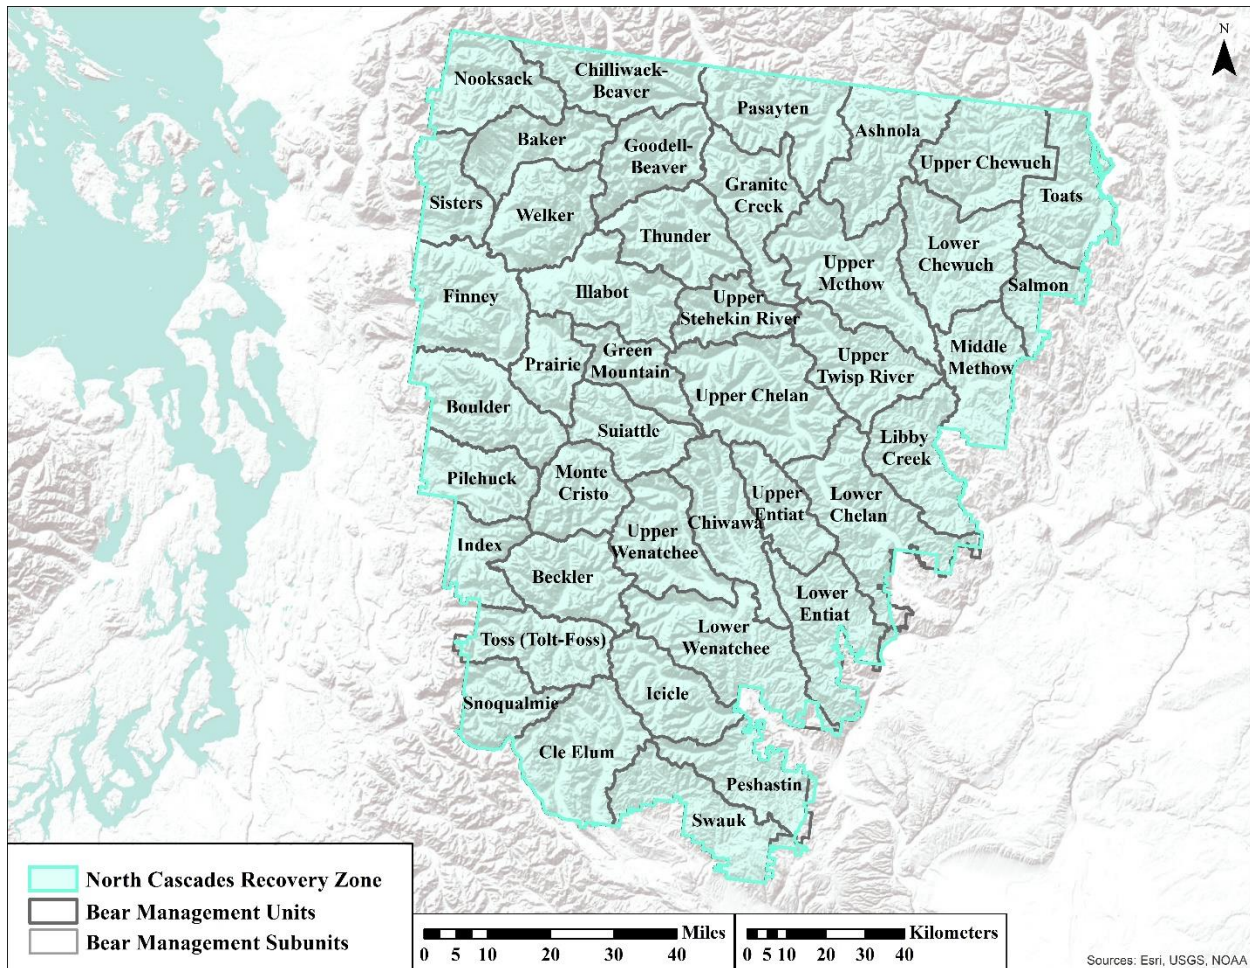 N
Nooksack
Chilliwack-
Beaver
Pasayten
Ashnola
Baker
Goodell-
Beaver
Upper Chewuch
Toats
Sisters
Welker
Granite
Creek
Thunder
Lower
Chewuch
Upper
Methow
Salmon
Finney
Illabot
Upper
Stehekin River
Middle
Methow
Prairie
Green
Mountain
Upper
Twisp River
Upper Chelan
Boulder
Suiattle
Libby
Creek
Pilchuck
Monte
Cristo
Upper
Entiat
Lower
Chelan
Chiwawa
Upper
Wenatchee
Index
Beckler
Lower
Entiat
Toss (Tolt-Foss)
Lower
Wenatchee
Snoqualmie
Icicle
Cle Elum
Peshastin
Swauk
North Cascades Recovery Zone
Bear Management Units
Bear Management Subunits
Miles
0 5 10 20 30 40
Kilometers
0 5 10 20 30 40
Sources: Esri, USGS, NOAA